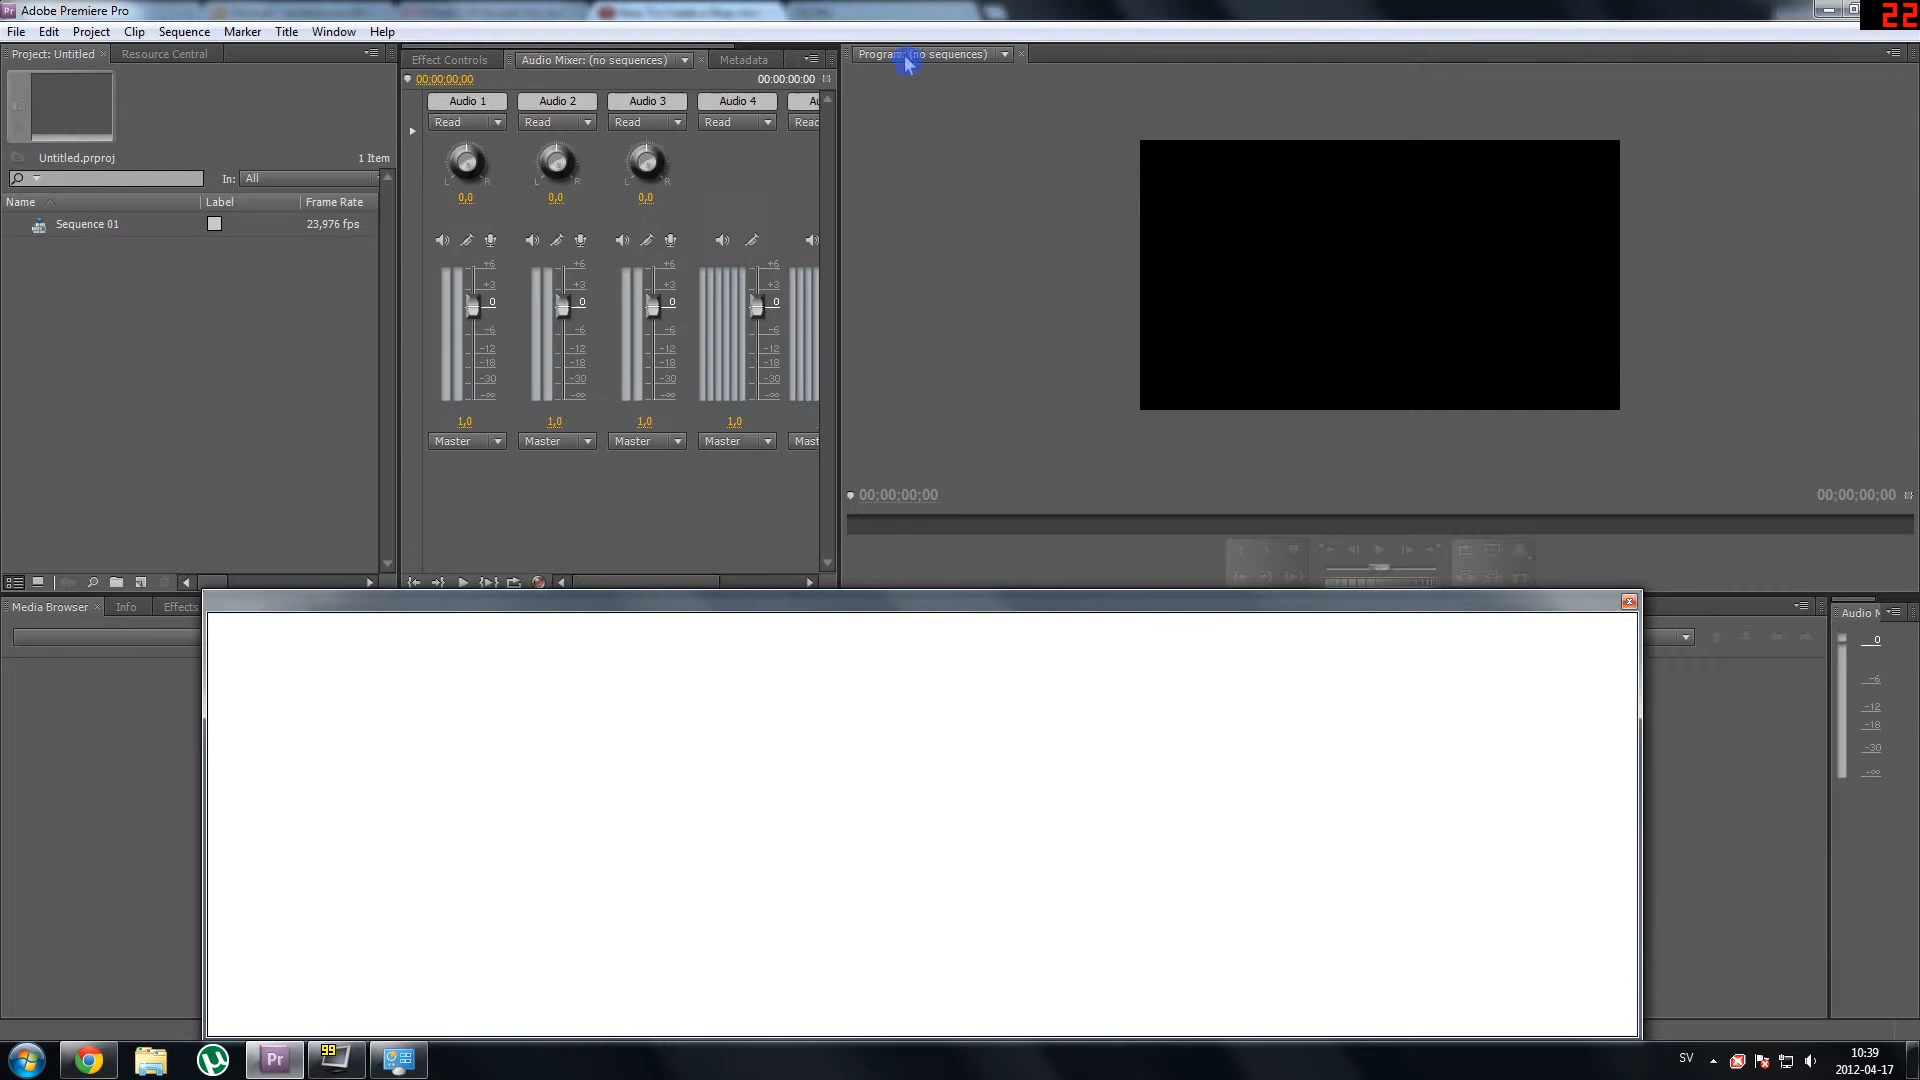 Adobe Premiere Pro
22
File Edit Project Clip Sequence Marker Title Window Help
Project: Untitled
Resource Central
Effect Controls
Audio Mixer: (no sequences)
Metadata
Program: (no sequences)
00;00;00;00
00:00:00:00
Audio 1 Audio 2 Audio 3 Audio 4
Read Read Read Read Read
Untitled.prproj
1 Item
In: All
Name Label Frame Rate
Sequence 01 23,976 fps
L R L R L R
0,0 0,0 0,0
+6 +6 +6 +6
+3 +3 +3 +3
0 0 0 0
-6 -6 -6 -6
-12 -12 -12 -12
-18 -18 -18 -18
-30 -30 -30 -30
-∞ -∞ -∞ -∞
1,0 1,0 1,0 1,0
Master Master Master Master
00;00;00;00
00;00;00;00
Media Browser Info Effects
0
-6
-12
-18
-30
-∞
Pr
99
SV
10:39
2012-04-17